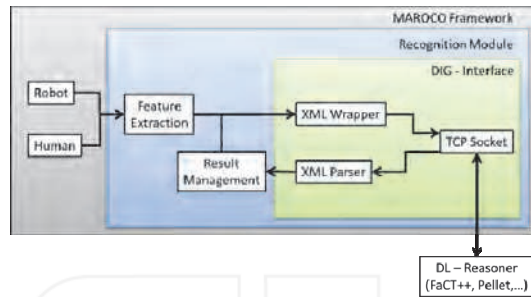 MAROCO Framework
Recognition Module
DIG - Interface
Robot
Human
Feature
Extraction
XML Wrapper
TCP Socket
Result
Management
XML Parser
DL – Reasoner
(FaCT++, Pellet,...)